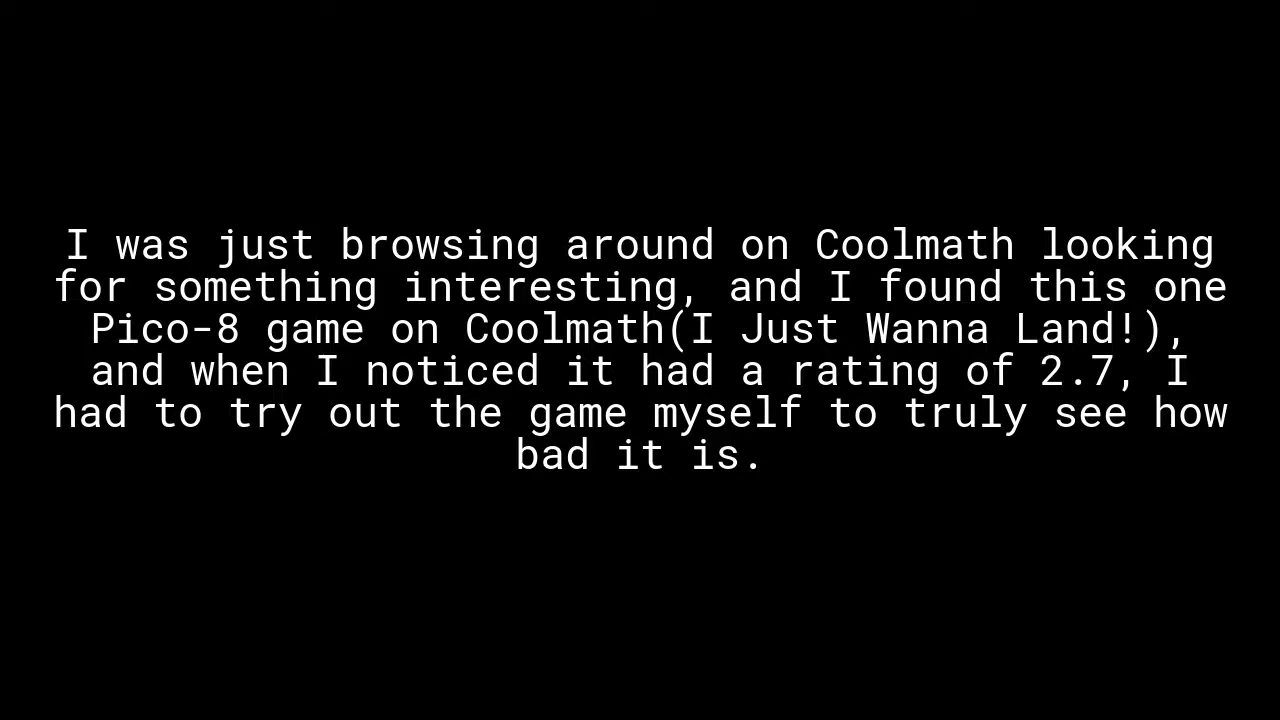 I was just browsing around on Coolmath looking
for something interesting, and I found this one
Pico-8 game on Coolmath(I Just Wanna Land!),
and when I noticed it had a rating of 2.7, I
had to try out the game myself to truly see how
bad it is.